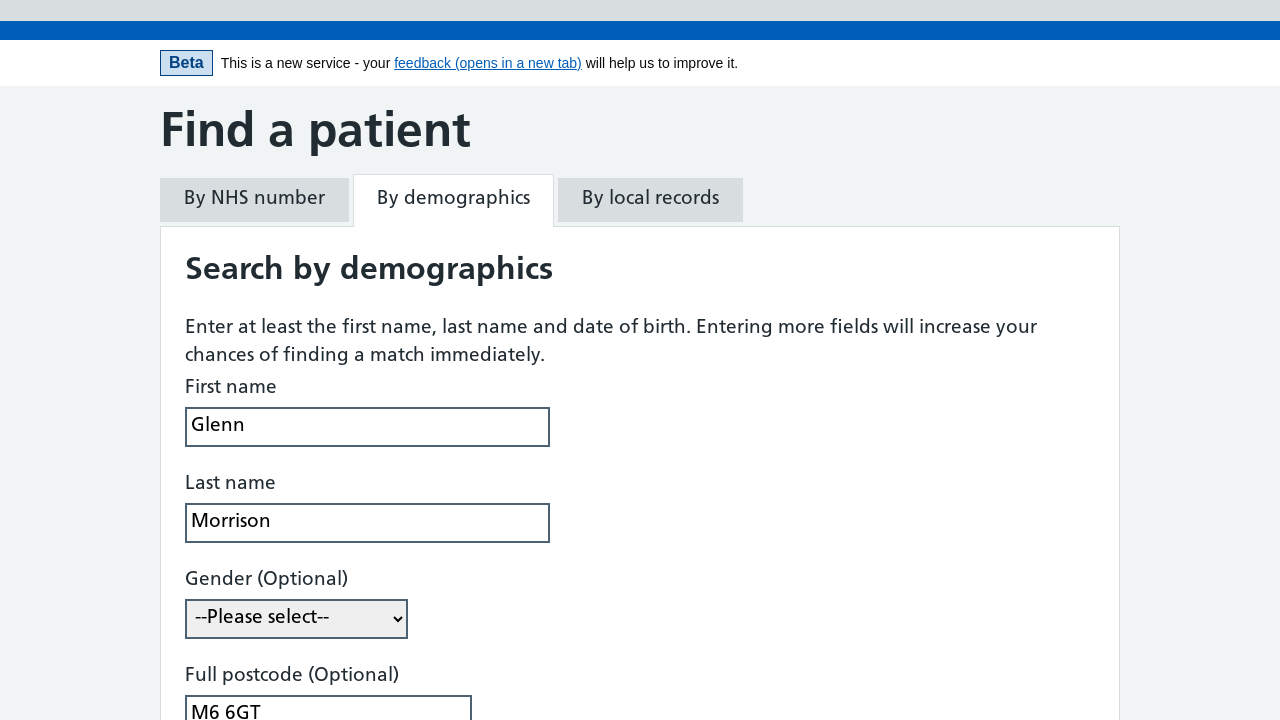 Beta This is a new service - your feedback (opens in a new tab) will help us to improve it.
Find a patient
By NHS number By demographics By local records
Search by demographics
Enter at least the first name, last name and date of birth. Entering more fields will increase your
chances of finding a match immediately.
First name
Glenn
Last name
Morrison
Gender (Optional)
--Please select--
Full postcode (Optional)
M6 6GT